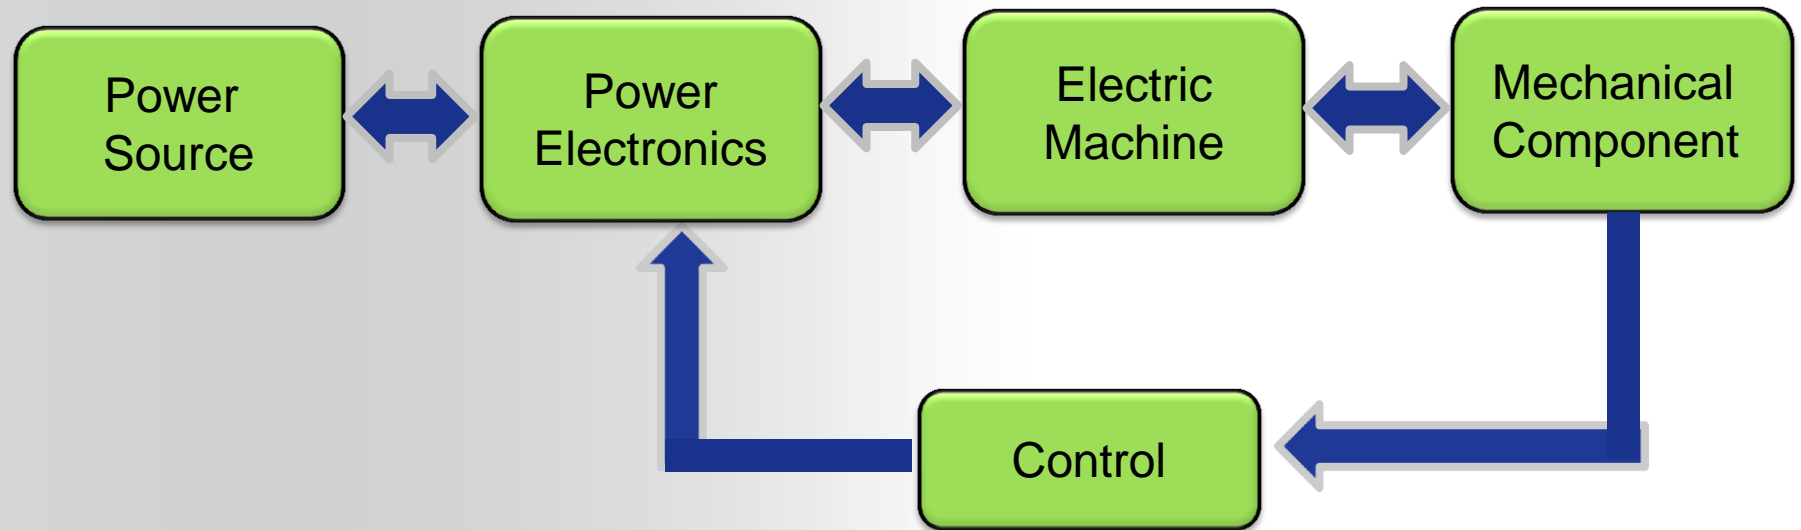 Power
Source
Power
Electronics
Electric
Machine
Mechanical
Component
Control